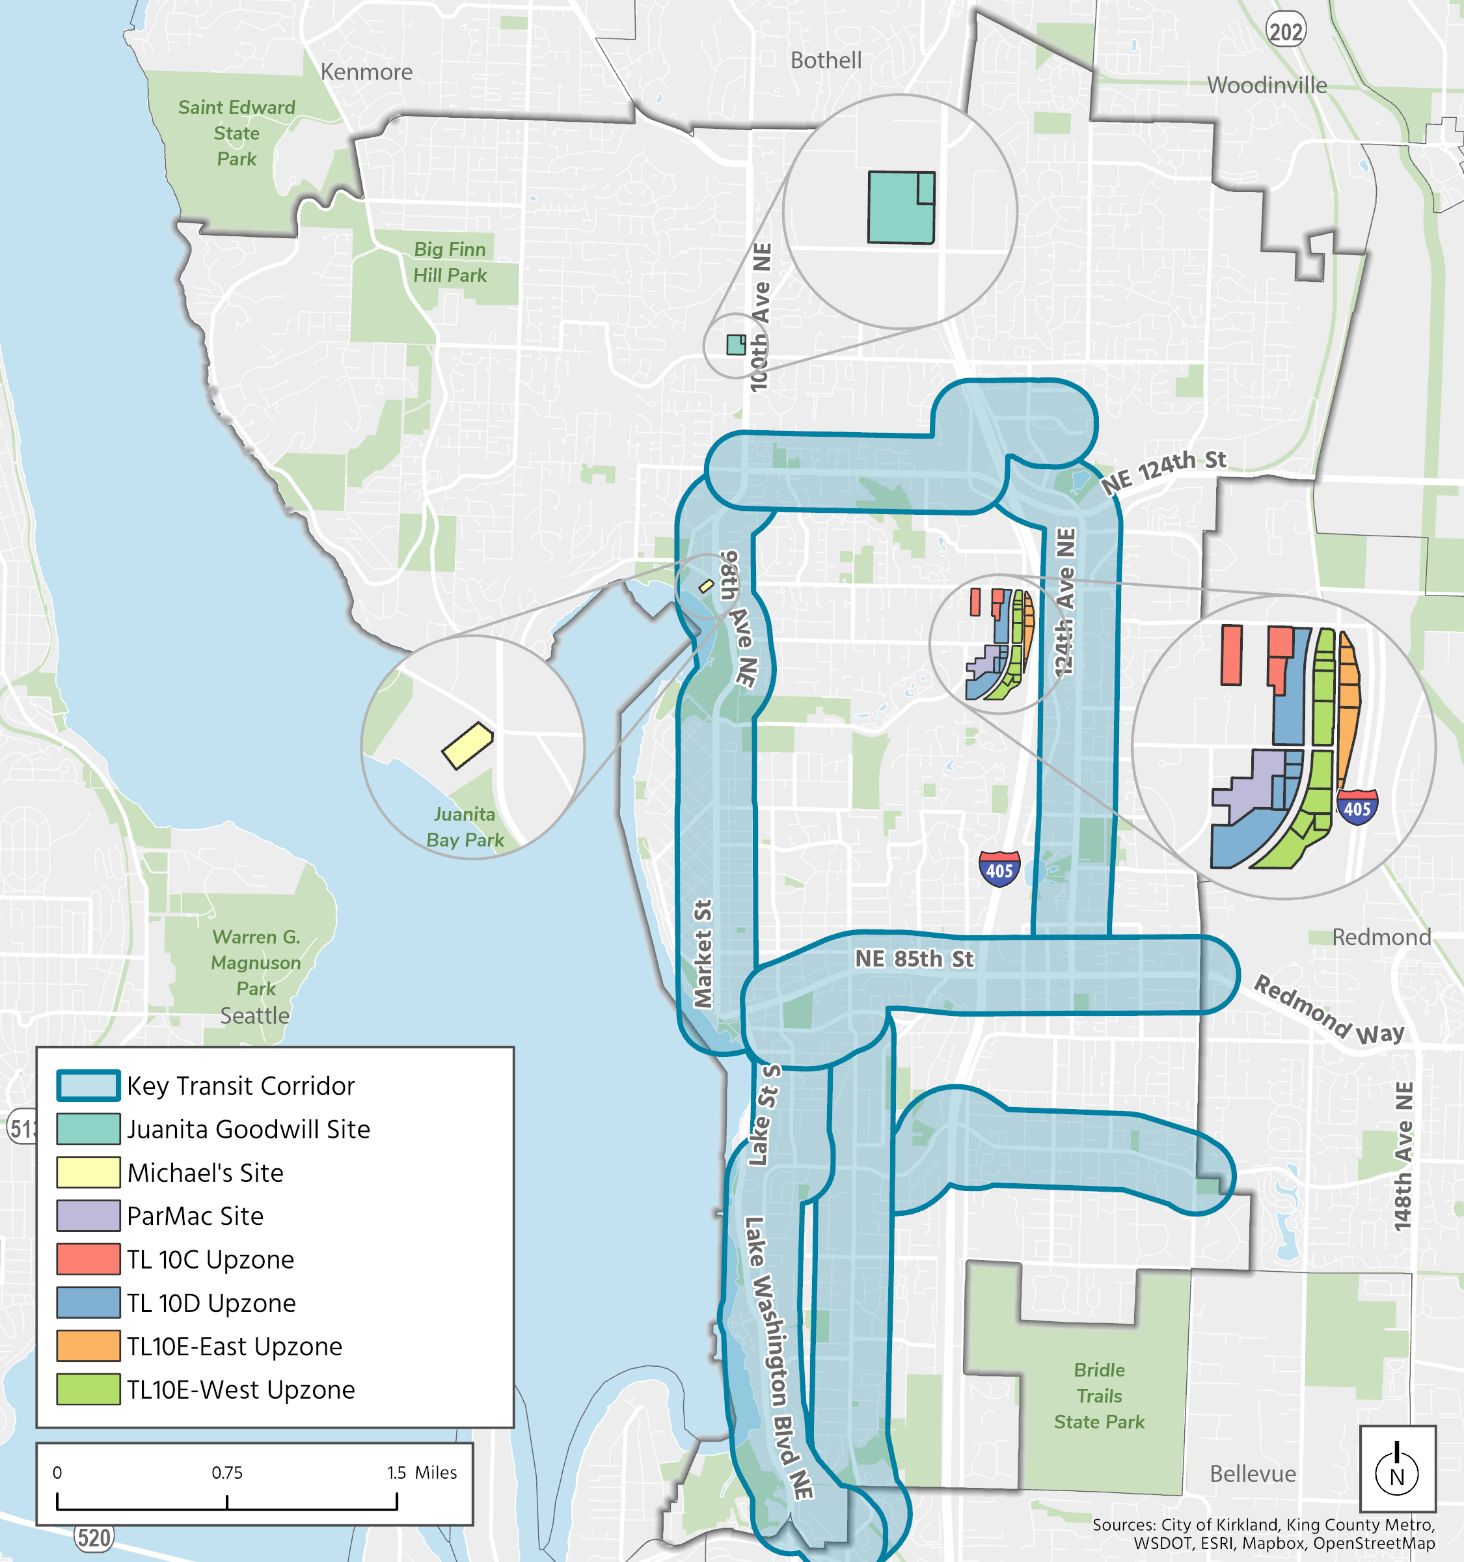 202
Bothell
Kenmore
Woodinville
Saint Edward
State
Park
Big Finn
Hill Park
100th Ave NE
NE 124th St
98th Ave NE
124th Ave NE
Juanita
Bay Park
405
405
Market St
NE 85th St
Redmond
Warren G.
Magnuson
Park
Seattle
Redmond Way
Lake St S
148th Ave NE
513
Key Transit Corridor
Juanita Goodwill Site
Michael's Site
ParMac Site
TL 10C Upzone
TL 10D Upzone
TL10E-East Upzone
TL10E-West Upzone
Lake Washington Blvd NE
Bridle
Trails
State Park
Bellevue
0 0.75 1.5 Miles
520
N
Sources: City of Kirkland, King County Metro,
WSDOT, ESRI, Mapbox, OpenStreetMap